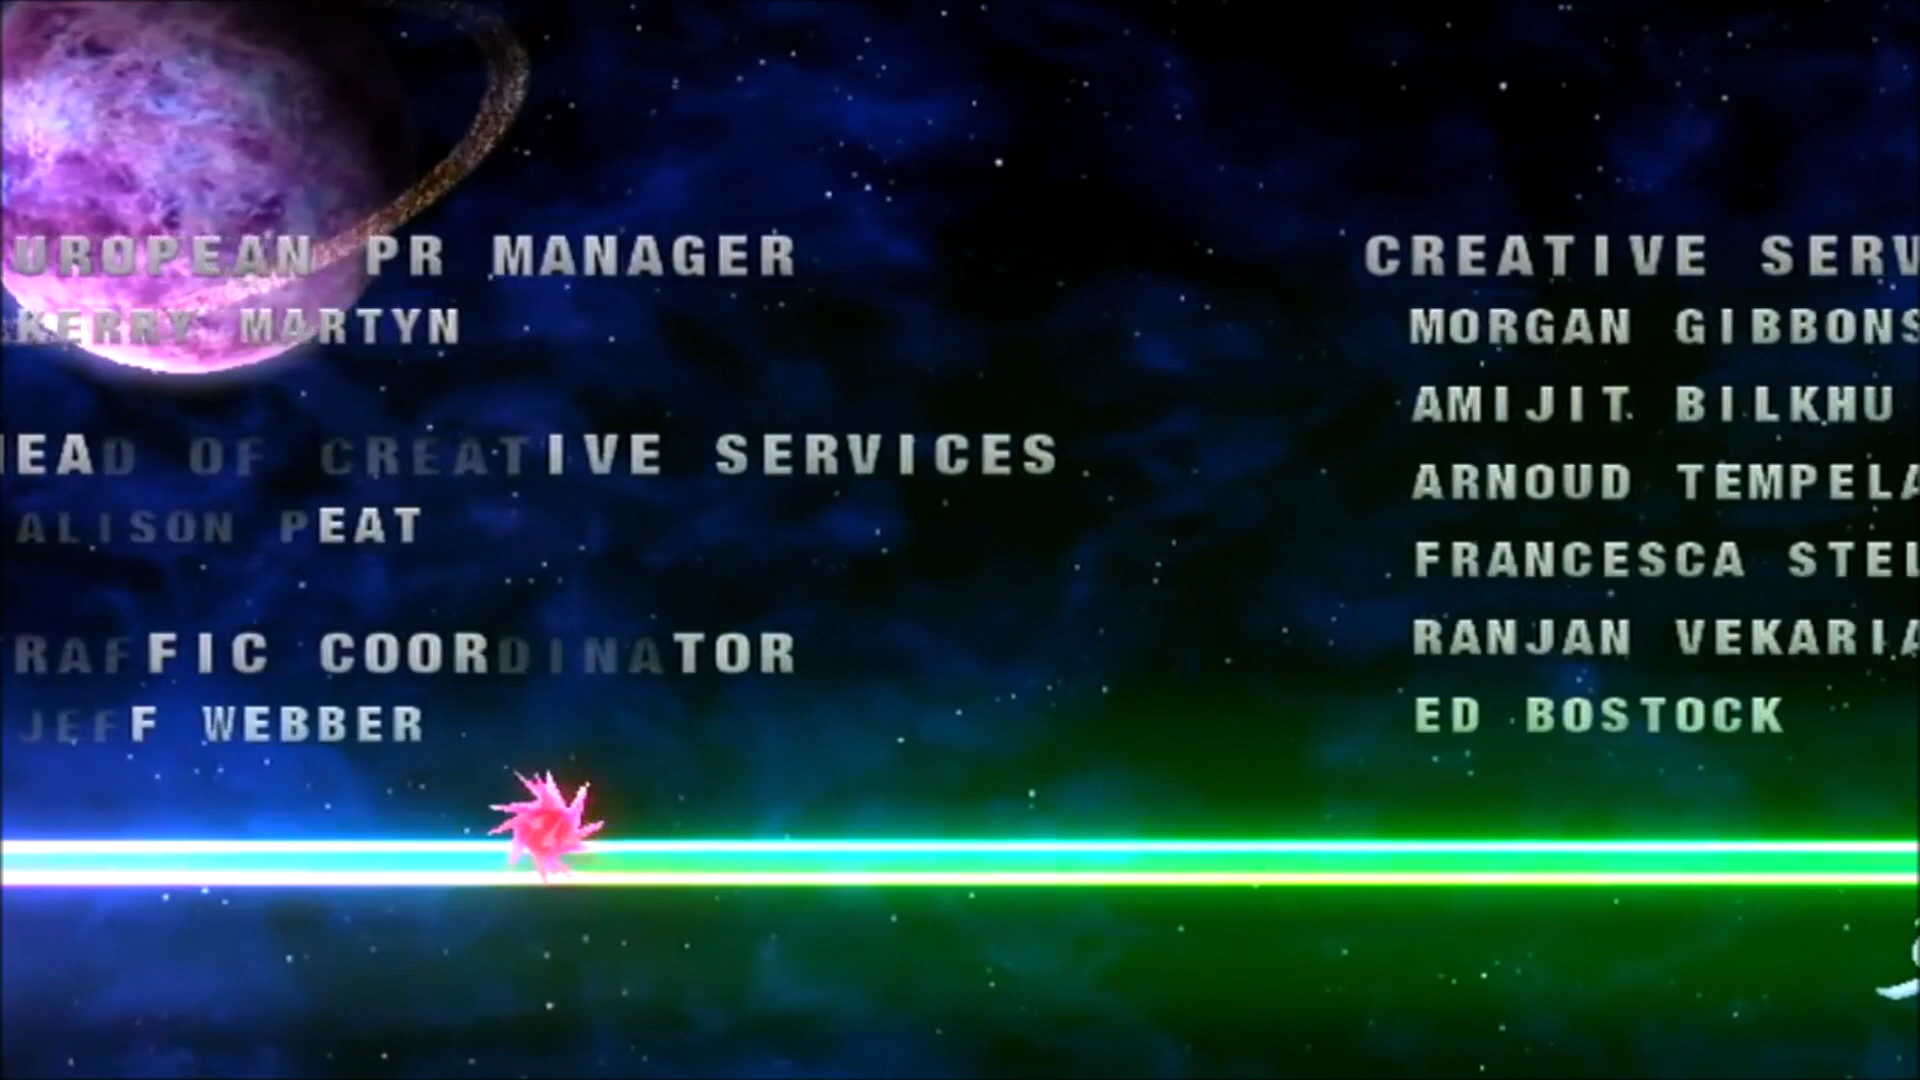 UROPEAN PR MANAGER
KERRY MARTYN
HEAD OF CREATIVE SERVICES
ALISON PEAT
RAFFIC COORDINATOR
JEFF WEBBER
CREATIVE SERV
MORGAN GIBBONS
AMIJIT BILKHU
ARNOUD TEMPELA
FRANCESCA STEL
RANJAN VEKARIA
ED BOSTOCK